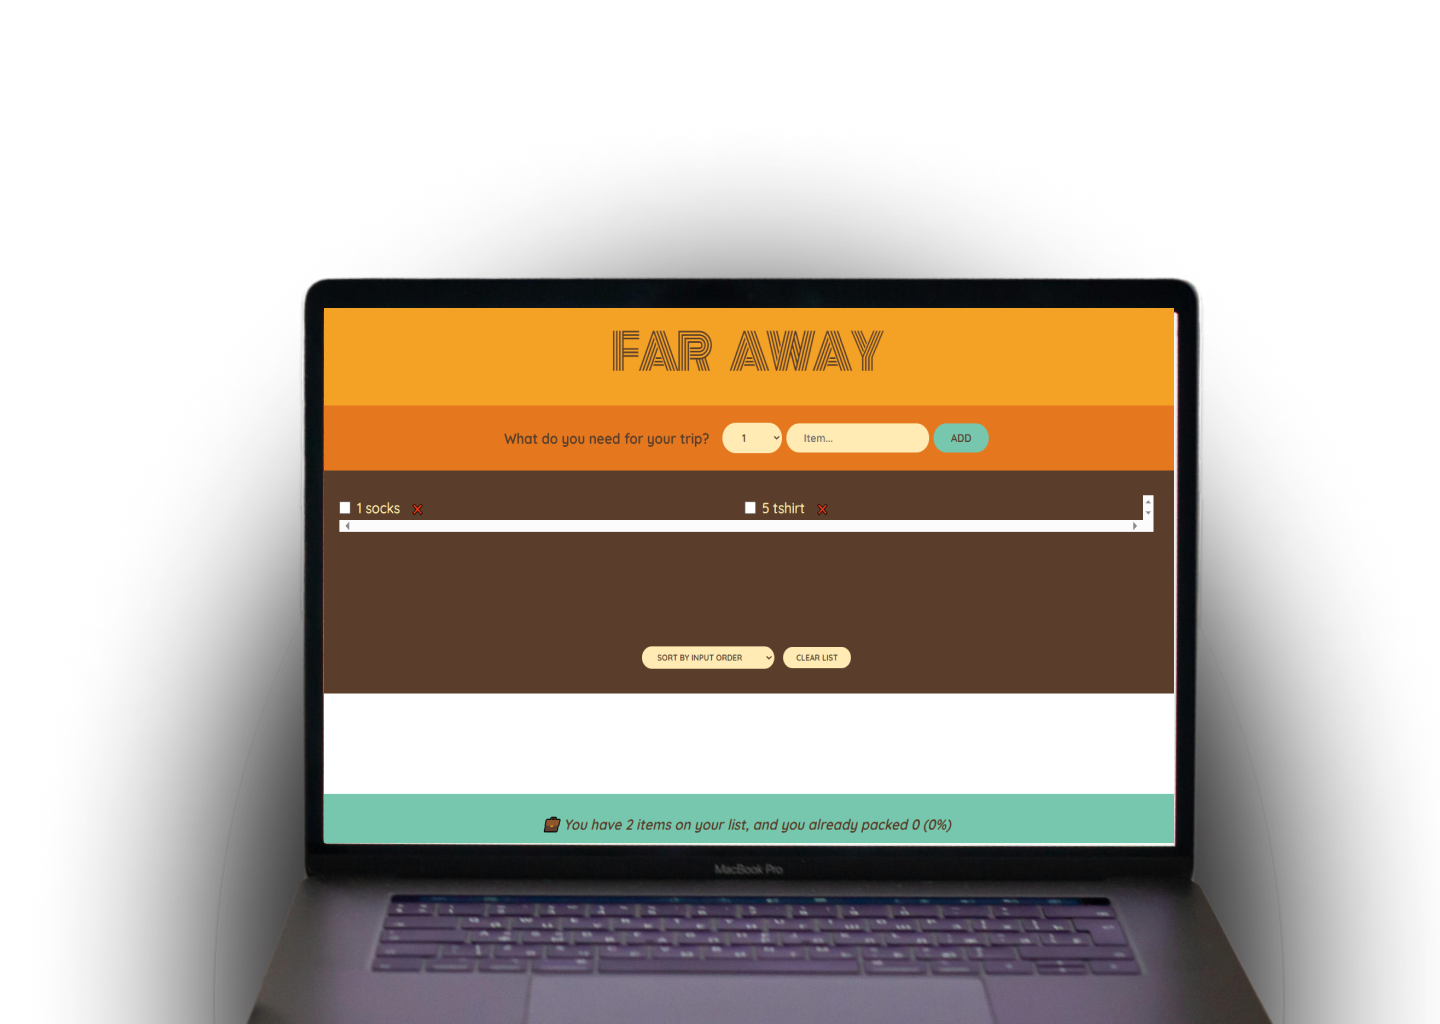 FAR AWAY
What do you need for your trip? 1 Item... ADD
1 socks 5 tshirt
SORT BY INPUT ORDER CLEAR LIST
You have 2 items on your list, and you already packed 0 (0%)
MacBook Pro